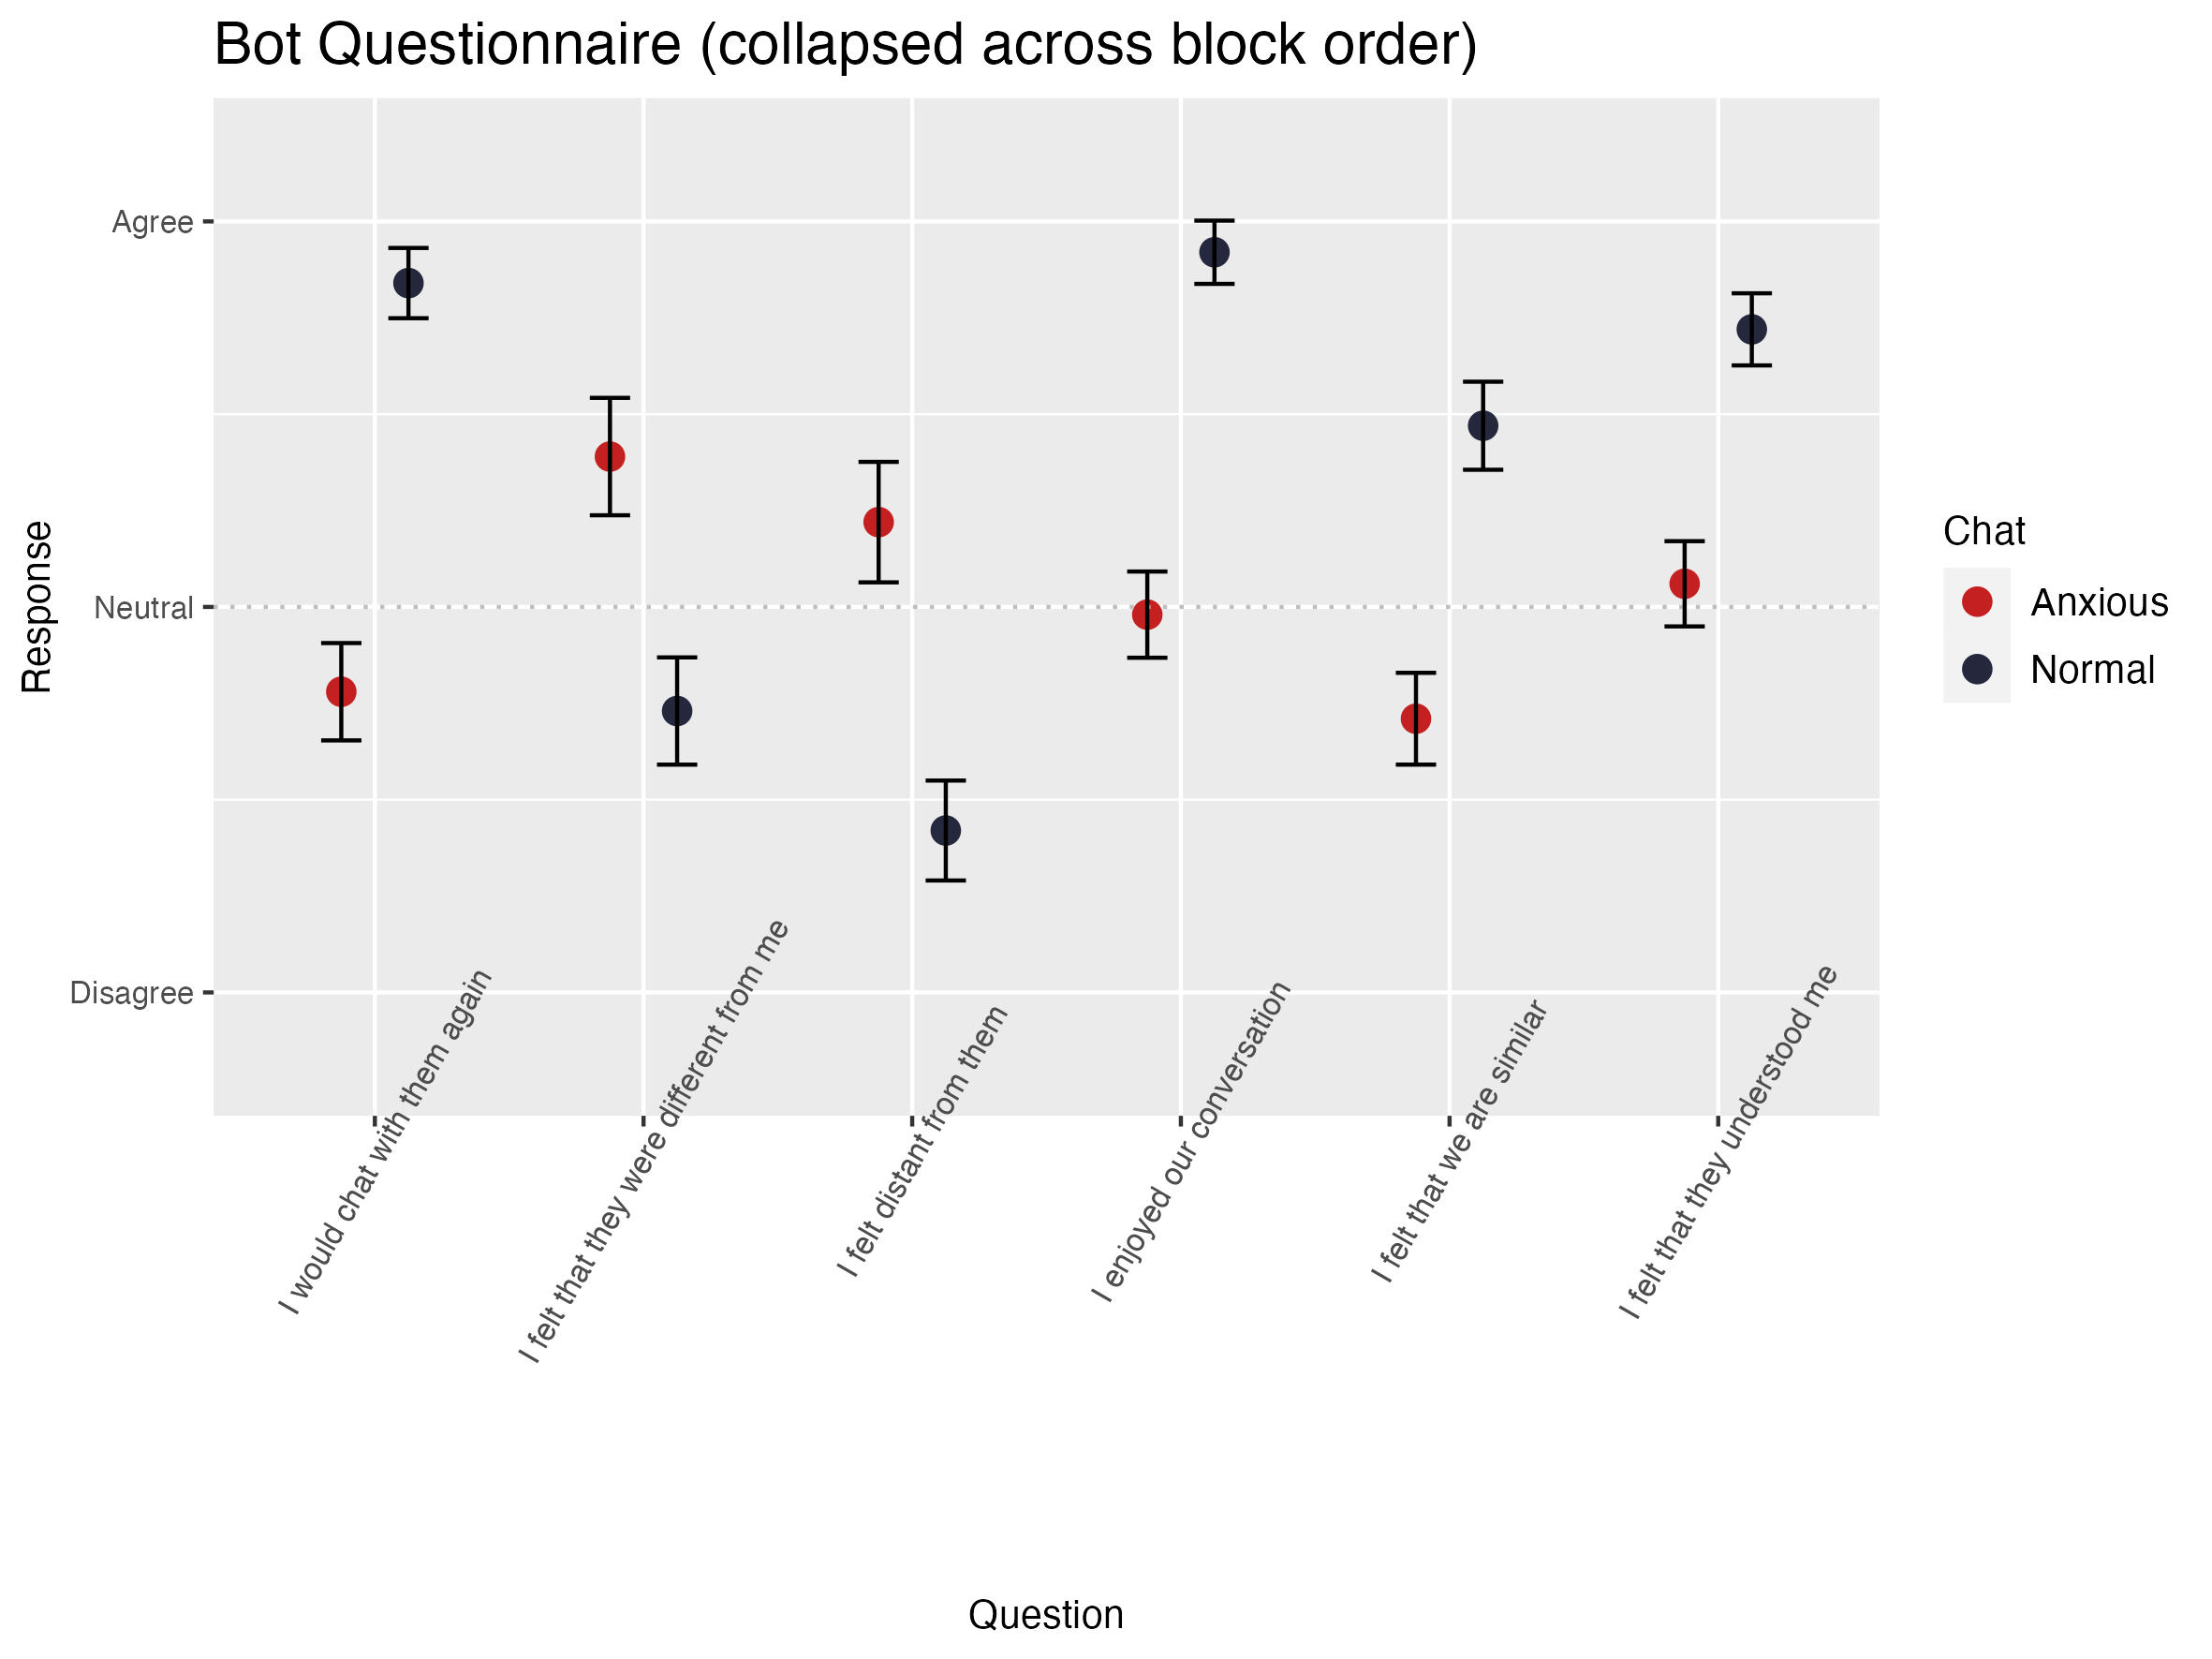 Bot Questionnaire (collapsed across block order)
Response
Agree
Neutral
Disagree
I would chat with them again
I felt that they were different from me
I felt distant from them
I enjoyed our conversation
I felt that we are similar
I felt that they understood me
Question
Chat
Anxious
Normal